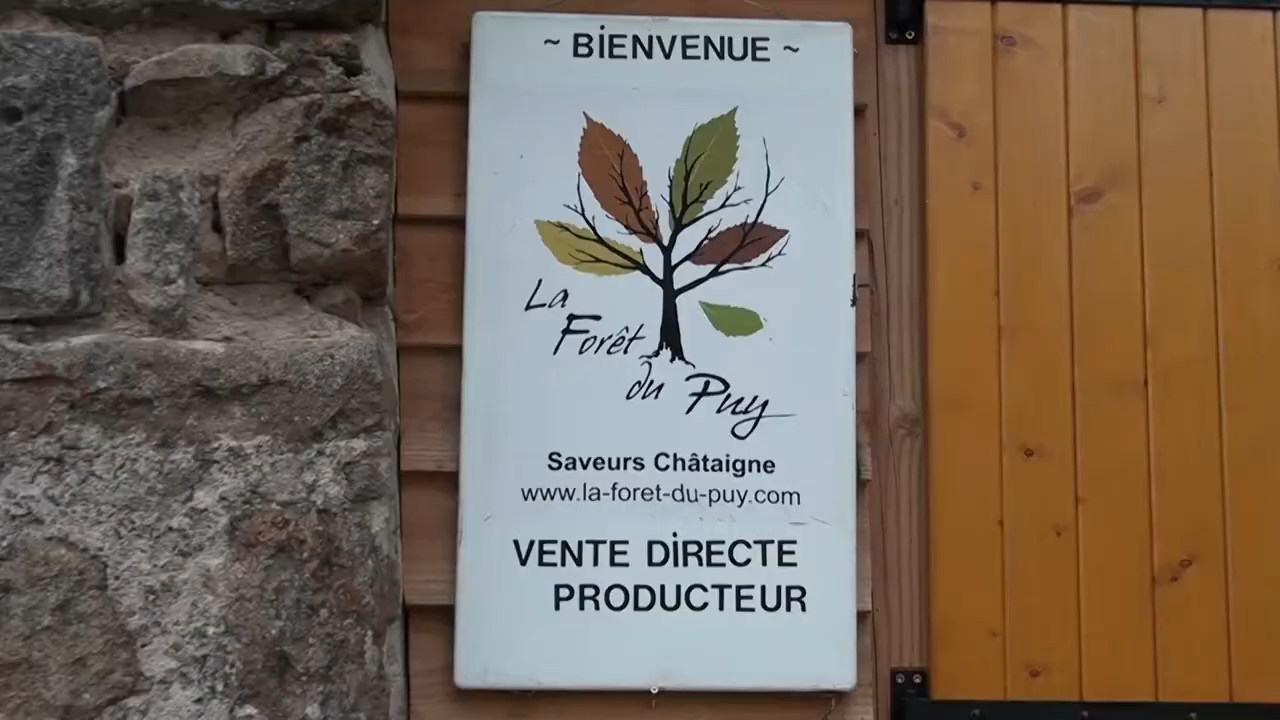 ~ BIENVENUE ~
La
Forêt
du Puy
Saveurs Châtaigne
www.la-foret-du-puy.com
VENTE DIRECTE
PRODUCTEUR